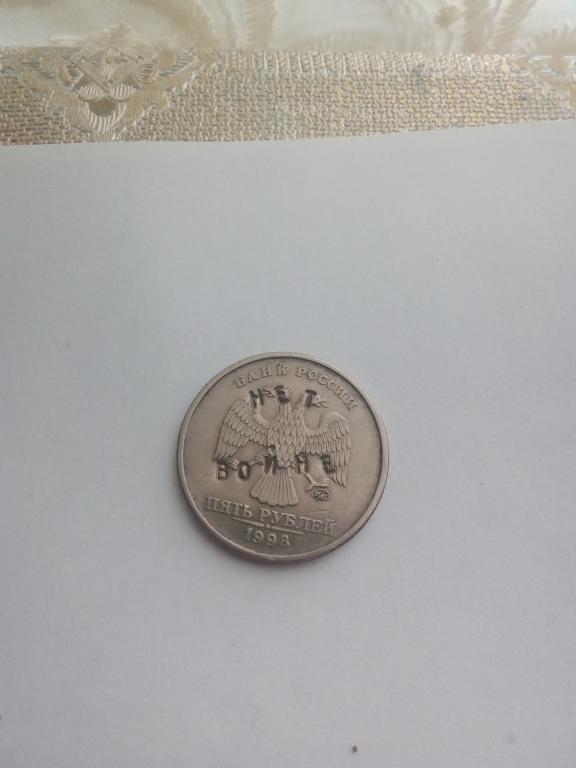 БАНК РОССИИ
НЕТ
ВОЙНЕ
ПЯТЬ РУБЛЕЙ
1998